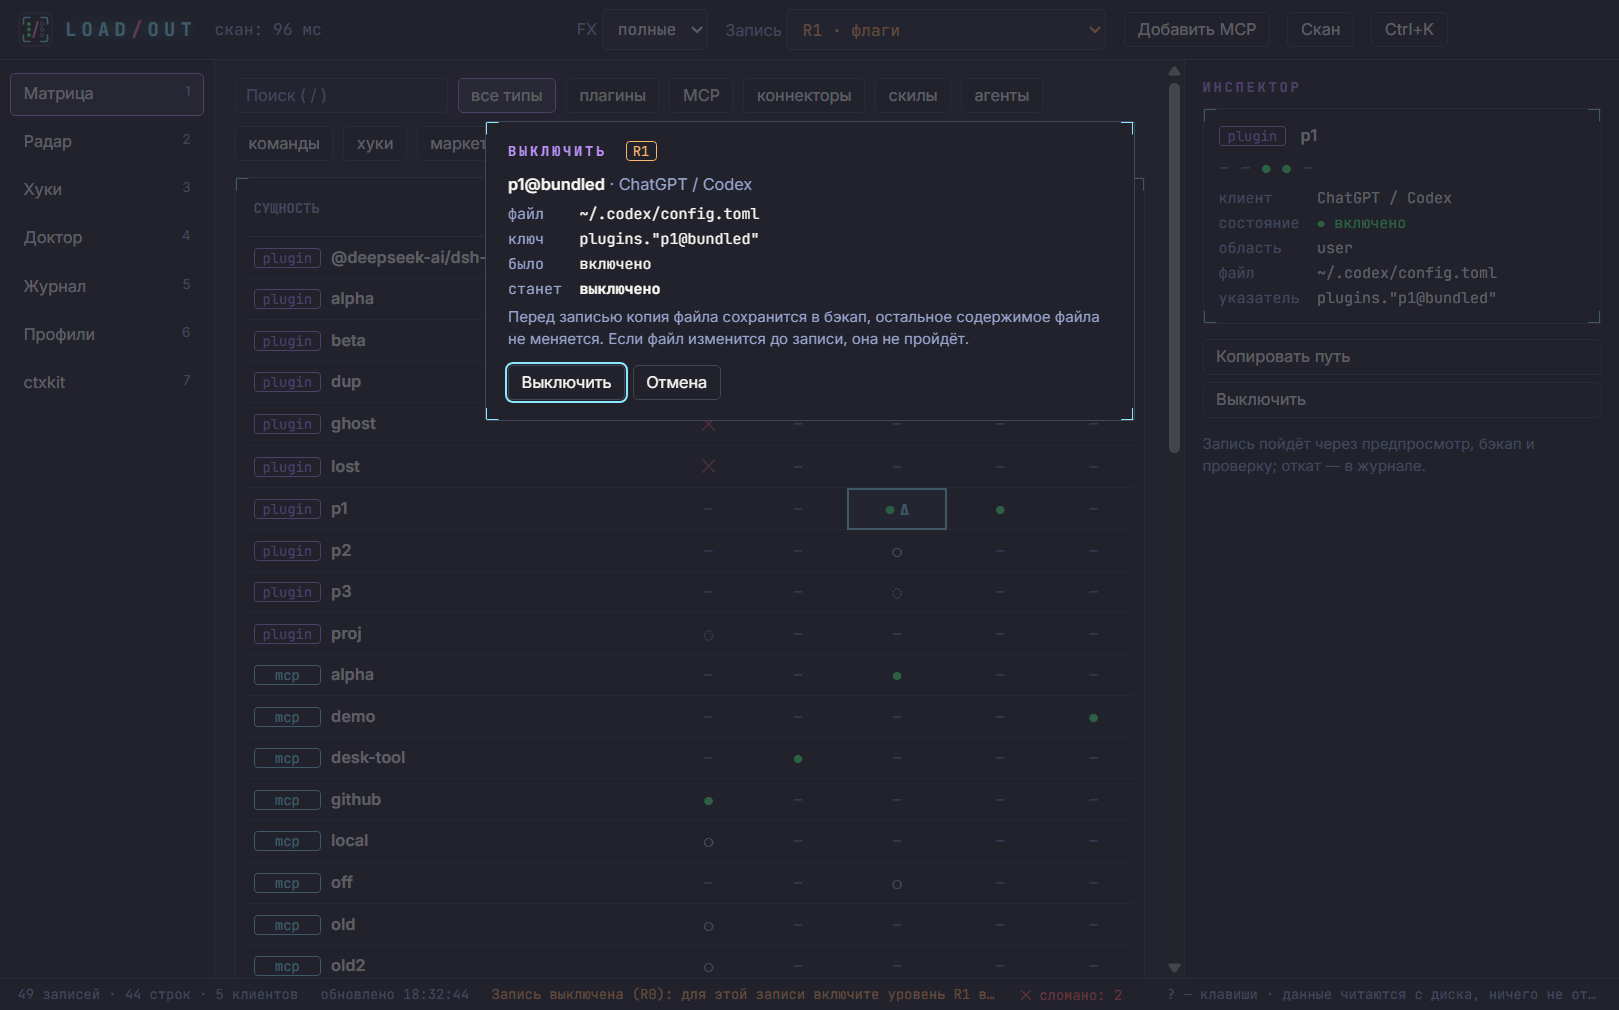 LOAD/OUT скан: 96 мс FX полные Запись R1 · флаги Добавить MCP Скан Ctrl+K
Матрица 1
Радар 2
Хуки 3
Доктор 4
Журнал 5
Профили 6
ctxkit 7
Поиск ( / ) все типы плагины MCP коннекторы скилы агенты
команды хуки маркет
СУЩНОСТЬ
plugin @deepseek-ai/dsh-
plugin alpha
plugin beta
plugin dup
plugin ghost
plugin lost
plugin p1
Δ
plugin p2
plugin p3
plugin proj
mcp alpha
mcp demo
mcp desk-tool
mcp github
mcp local
mcp off
mcp old
mcp old2
ВЫКЛЮЧИТЬ R1
p1@bundled · ChatGPT / Codex
файл ~/.codex/config.toml
ключ plugins."p1@bundled"
было включено
станет выключено
Перед записью копия файла сохранится в бэкап, остальное содержимое файла
не меняется. Если файл изменится до записи, она не пройдёт.
Выключить Отмена
ИНСПЕКТОР
plugin p1
клиент ChatGPT / Codex
состояние включено
область user
файл ~/.codex/config.toml
указатель plugins."p1@bundled"
Копировать путь
Выключить
Запись пойдёт через предпросмотр, бэкап и
проверку; откат — в журнале.
49 записей · 44 строк · 5 клиентов обновлено 18:32:44 Запись выключена (R0): для этой записи включите уровень R1 в… сломано: 2 ? — клавиши · данные читаются с диска, ничего не от…